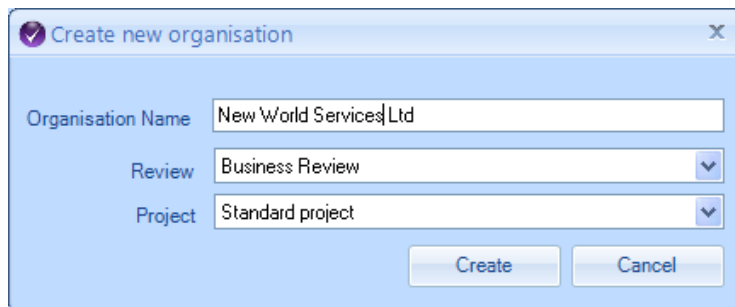 Create new organisation
Organisation Name New World Services Ltd
Review Business Review
Project Standard project
Create Cancel